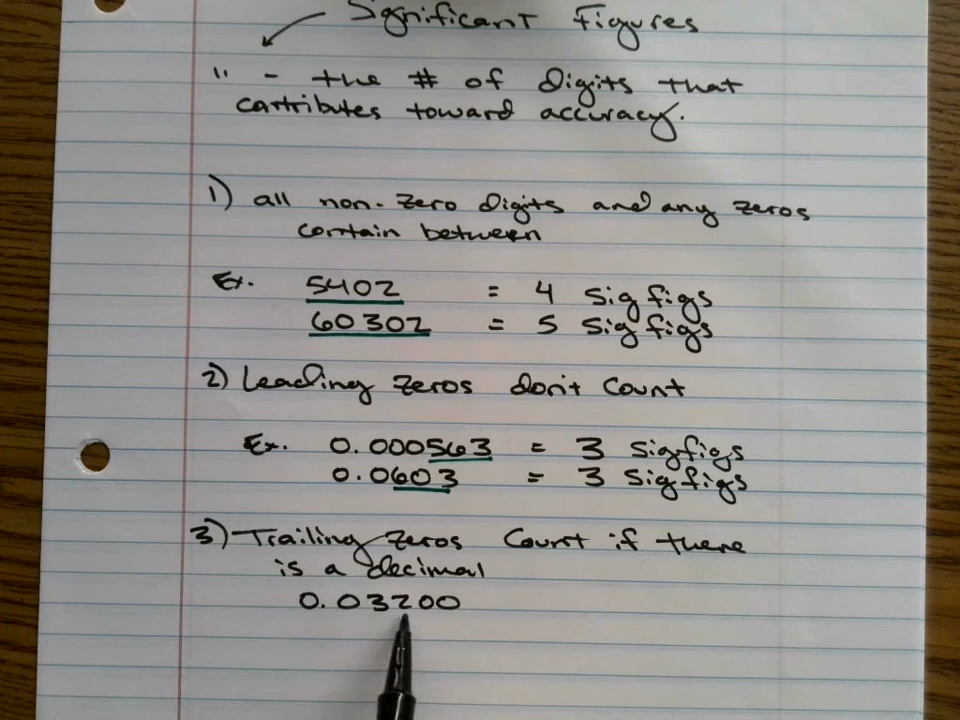 Significant Figures
" - the # of digits that
contributes toward accuracy.
1) all non-zero digits and any zeros
contain between
Ex. 5402 = 4 sig figs
60302 = 5 sig figs
2) Leading zeros don't count
Ex. 0.000563 = 3 sigfigs
0.0603 = 3 sig figs
3) Trailing zeros count if there
is a decimal
0.03200